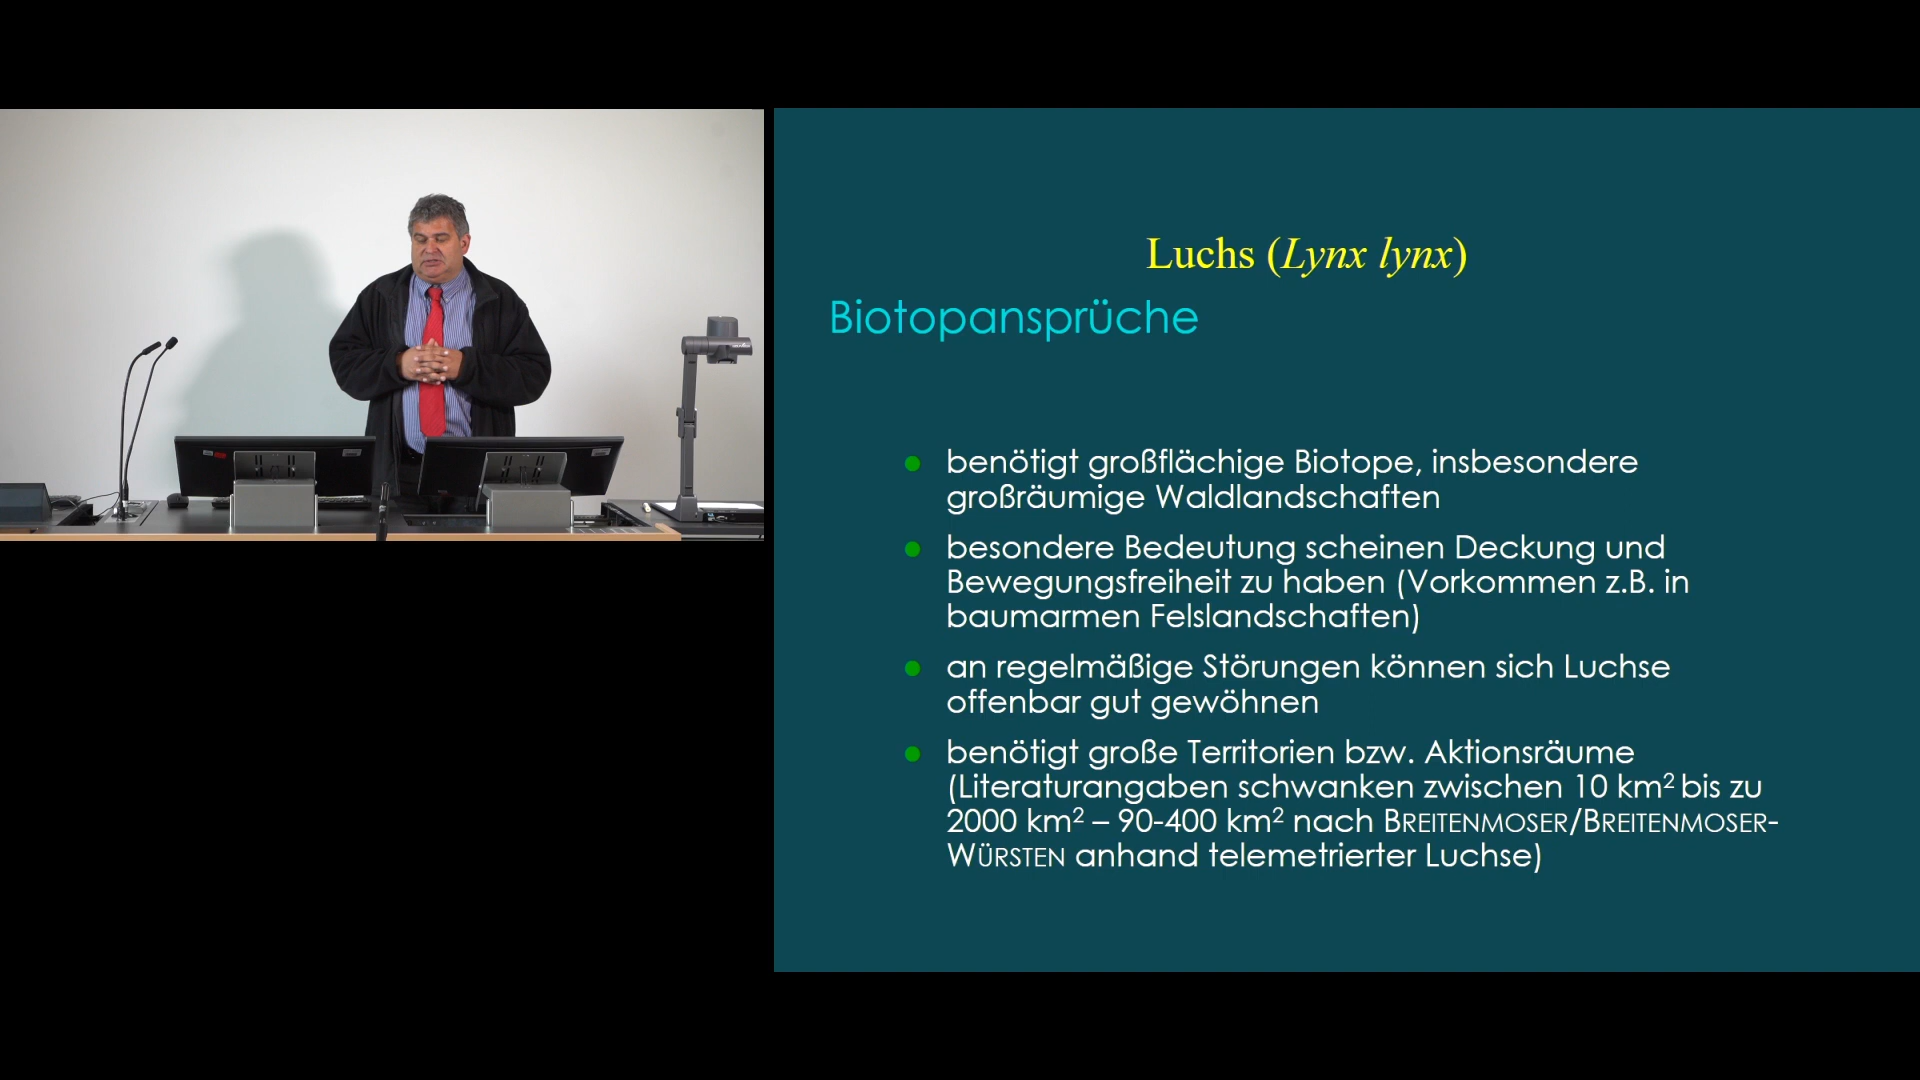 Luchs (Lynx lynx)
Biotopansprüche
benötigt großflächige Biotope, insbesondere
großräumige Waldlandschaften
besondere Bedeutung scheinen Deckung und
Bewegungsfreiheit zu haben (Vorkommen z.B. in
baumarmen Felslandschaften)
an regelmäßige Störungen können sich Luchse
offenbar gut gewöhnen
benötigt große Territorien bzw. Aktionsräume
(Literaturangaben schwanken zwischen 10 km² bis zu
2000 km² – 90-400 km² nach BREITENMOSER/BREITENMOSER-
WÜRSTEN anhand telemetrierter Luchse)